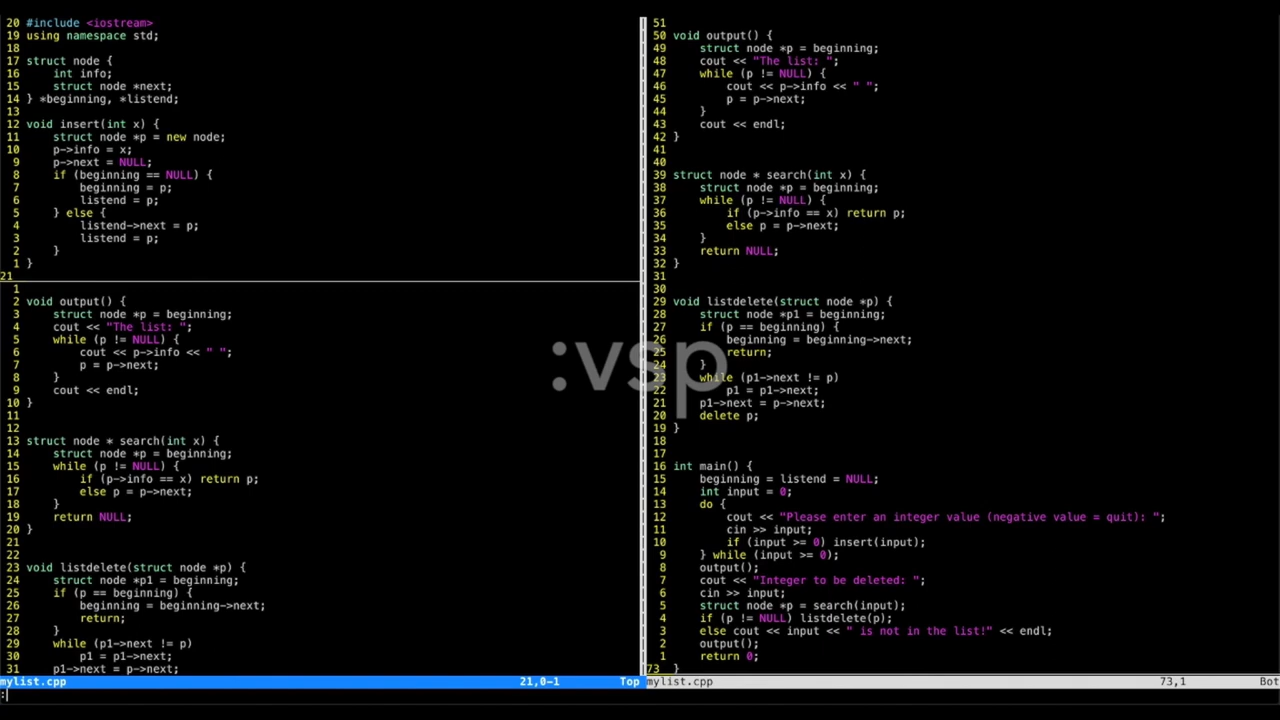 20 #include <iostream>
19 using namespace std;
18
17 struct node {
16     int info;
15     struct node *next;
14 } *beginning, *listend;
13
12 void insert(int x) {
11     struct node *p = new node;
10     p->info = x;
9     p->next = NULL;
8     if (beginning == NULL) {
7         beginning = p;
6         listend = p;
5     } else {
4         listend->next = p;
3         listend = p;
2     }
1 }
21
1
2 void output() {
3     struct node *p = beginning;
4     cout << "The list: ";
5     while (p != NULL) {
6         cout << p->info << " ";
7         p = p->next;
8     }
9     cout << endl;
10 }
11
12
13 struct node * search(int x) {
14     struct node *p = beginning;
15     while (p != NULL) {
16         if (p->info == x) return p;
17         else p = p->next;
18     }
19     return NULL;
20 }
21
22
23 void listdelete(struct node *p) {
24     struct node *p1 = beginning;
25     if (p == beginning) {
26         beginning = beginning->next;
27         return;
28     }
29     while (p1->next != p)
30         p1 = p1->next;
31     p1->next = p->next;
mylist.cpp 21,0-1 Top
:
51
50 void output() {
49     struct node *p = beginning;
48     cout << "The list: ";
47     while (p != NULL) {
46         cout << p->info << " ";
45         p = p->next;
44     }
43     cout << endl;
42 }
41
40
39 struct node * search(int x) {
38     struct node *p = beginning;
37     while (p != NULL) {
36         if (p->info == x) return p;
35         else p = p->next;
34     }
33     return NULL;
32 }
31
30
29 void listdelete(struct node *p) {
28     struct node *p1 = beginning;
27     if (p == beginning) {
26         beginning = beginning->next;
25         return;
24     }
23     while (p1->next != p)
22         p1 = p1->next;
21     p1->next = p->next;
20     delete p;
19 }
18
17
16 int main() {
15     beginning = listend = NULL;
14     int input = 0;
13     do {
12         cout << "Please enter an integer value (negative value = quit): ";
11         cin >> input;
10         if (input >= 0) insert(input);
9     } while (input >= 0);
8     output();
7     cout << "Integer to be deleted: ";
6     cin >> input;
5     struct node *p = search(input);
4     if (p != NULL) listdelete(p);
3     else cout << input << " is not in the list!" << endl;
2     output();
1     return 0;
73 }
mylist.cpp 73,1 Bot
:vsp